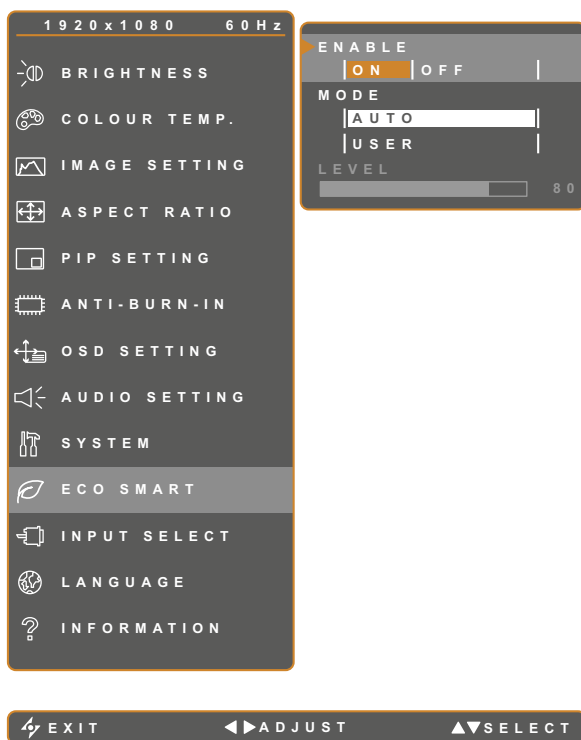 1920x1080 60Hz
BRIGHTNESS
COLOUR TEMP.
IMAGE SETTING
ASPECT RATIO
PIP SETTING
ANTI-BURN-IN
OSD SETTING
AUDIO SETTING
SYSTEM
ECO SMART
INPUT SELECT
LANGUAGE
INFORMATION
ENABLE
ON OFF
MODE
AUTO
USER
LEVEL
80
EXIT ◀▶ADJUST ▲▼SELECT